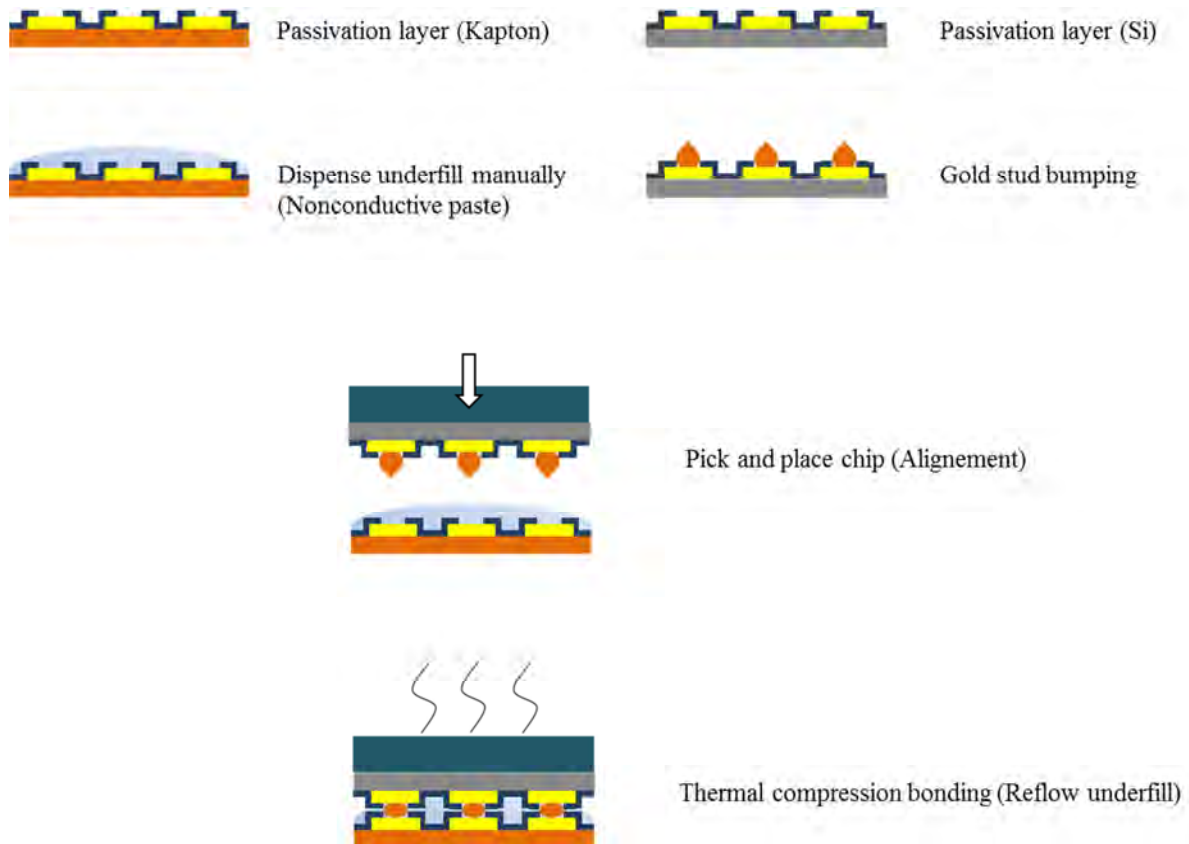 Passivation layer (Kapton)
Passivation layer (Si)
Dispense underfill manually
(Nonconductive paste)
Gold stud bumping
Pick and place chip (Alignement)
Thermal compression bonding (Reflow underfill)